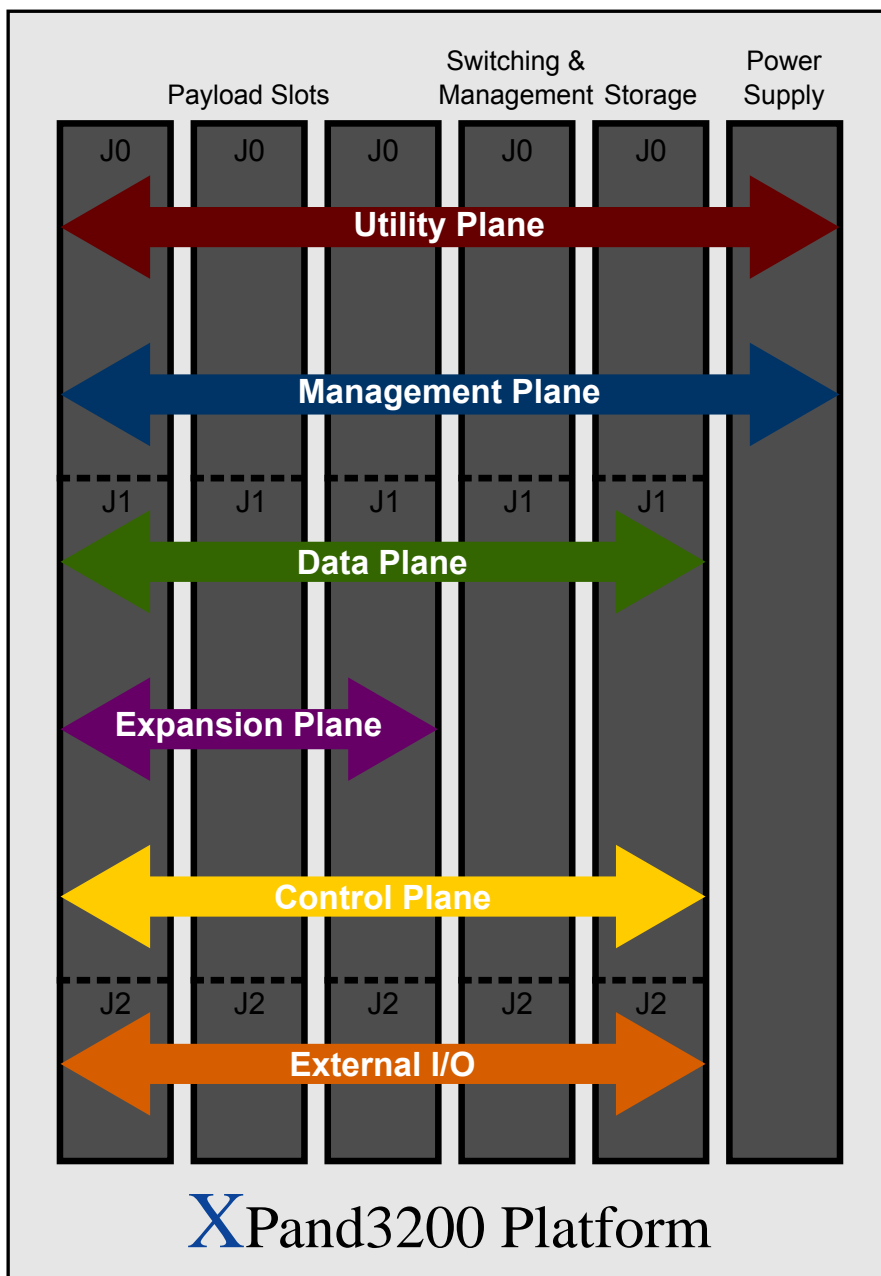 Payload Slots
Switching &
Management
Storage
Power
Supply
J0 J0 J0 J0 J0
Utility Plane
Management Plane
J1 J1 J1 J1 J1
Data Plane
Expansion Plane
Control Plane
J2 J2 J2 J2 J2
External I/O
XPand3200 Platform